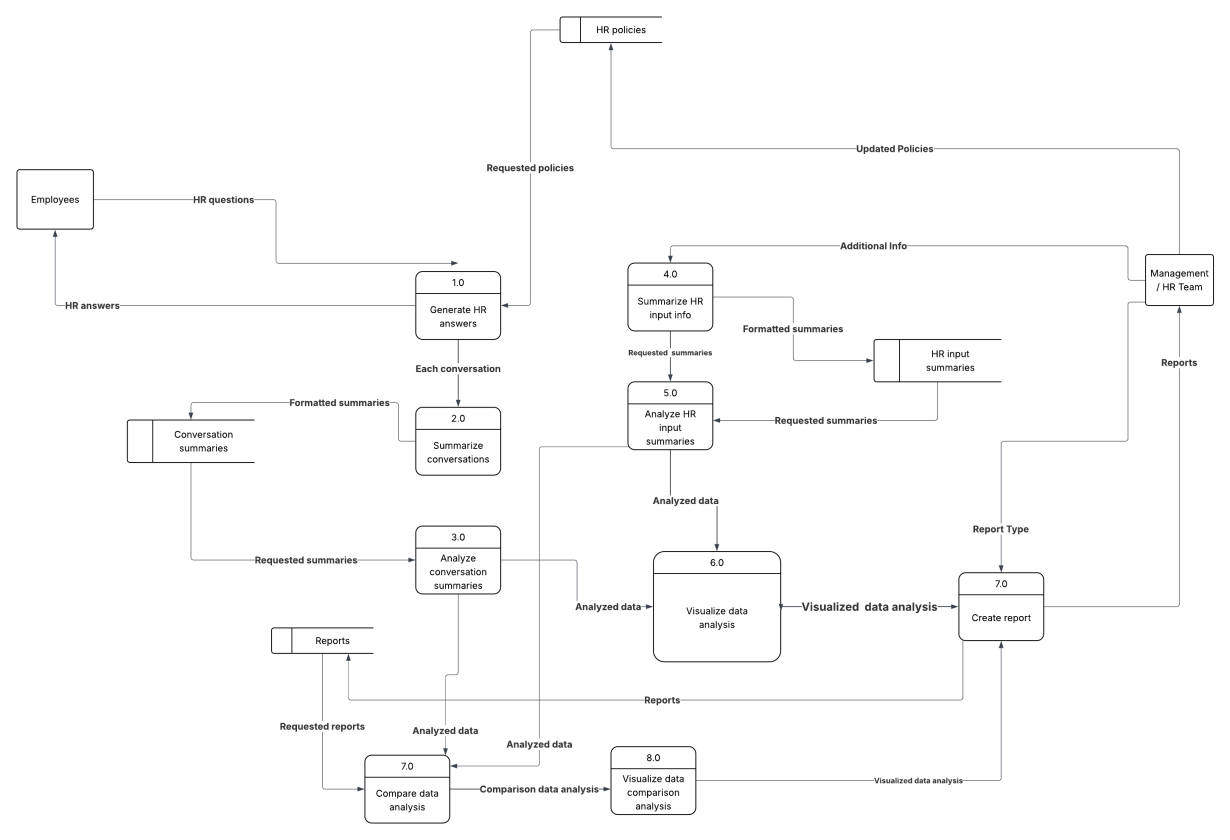 HR policies
Updated Policies
Requested policies
Employees
HR questions
Additional Info
Management
/ HR Team
4.0
Summarize HR
input info
1.0
Generate HR
answers
HR answers
Formatted summaries
Requested summaries
HR input
summaries
Reports
Each conversation
5.0
Analyze HR
input
summaries
Requested summaries
Formatted summaries
2.0
Summarize
conversations
Conversation
summaries
Analyzed data
Report Type
3.0
Analyze
conversation
summaries
Requested summaries
6.0
Visualize data
analysis
Analyzed data
Visualized data analysis
7.0
Create report
Reports
Reports
Requested reports
Analyzed data
Analyzed data
7.0
Compare data
analysis
Comparison data analysis
8.0
Visualize data
comparison
analysis
Visualized data analysis